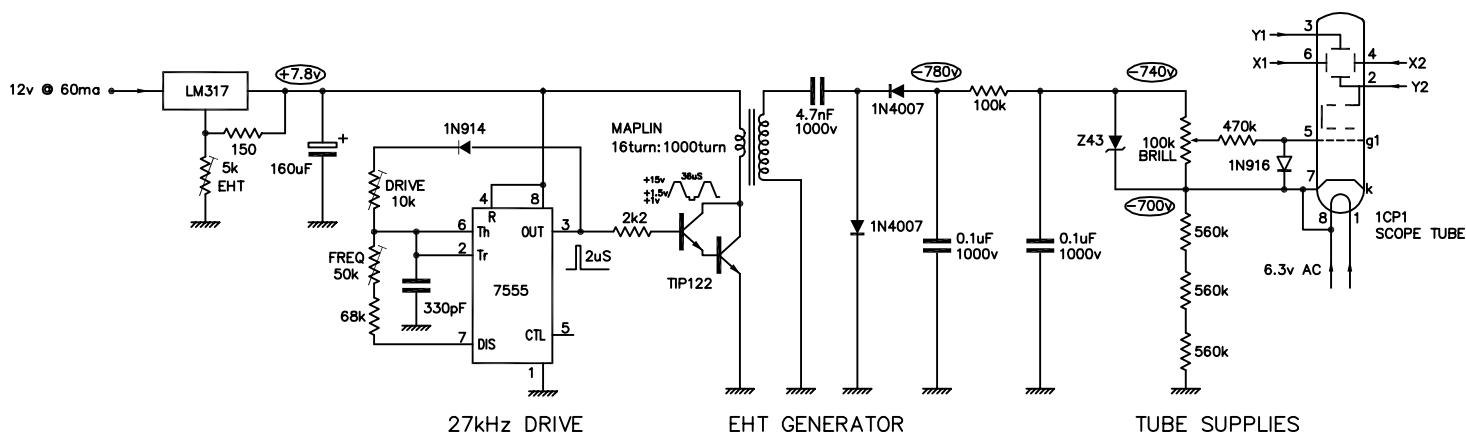 12v @ 60ma
LM317
+7.8v
150
5k
EHT
160uF
+
1N914
DRIVE
10k
FREQ
50k
68k
330pF
4
8
R
6
Th
OUT
3
2
Tr
7555
7
DIS
CTL
5
1
2uS
2k2
TIP122
MAPLIN
16turn:1000turn
+15v
+1.5v
+1v
36uS
4.7nF
1000v
1N4007
1N4007
-780v
100k
0.1uF
1000v
0.1uF
1000v
-740v
Z43
100k
BRILL
470k
1N916
-700v
560k
560k
560k
Y1
3
X1
6
4
X2
2
Y2
5
g1
7
k
8
1
1CP1
SCOPE TUBE
6.3v AC
27kHz DRIVE
EHT GENERATOR
TUBE SUPPLIES